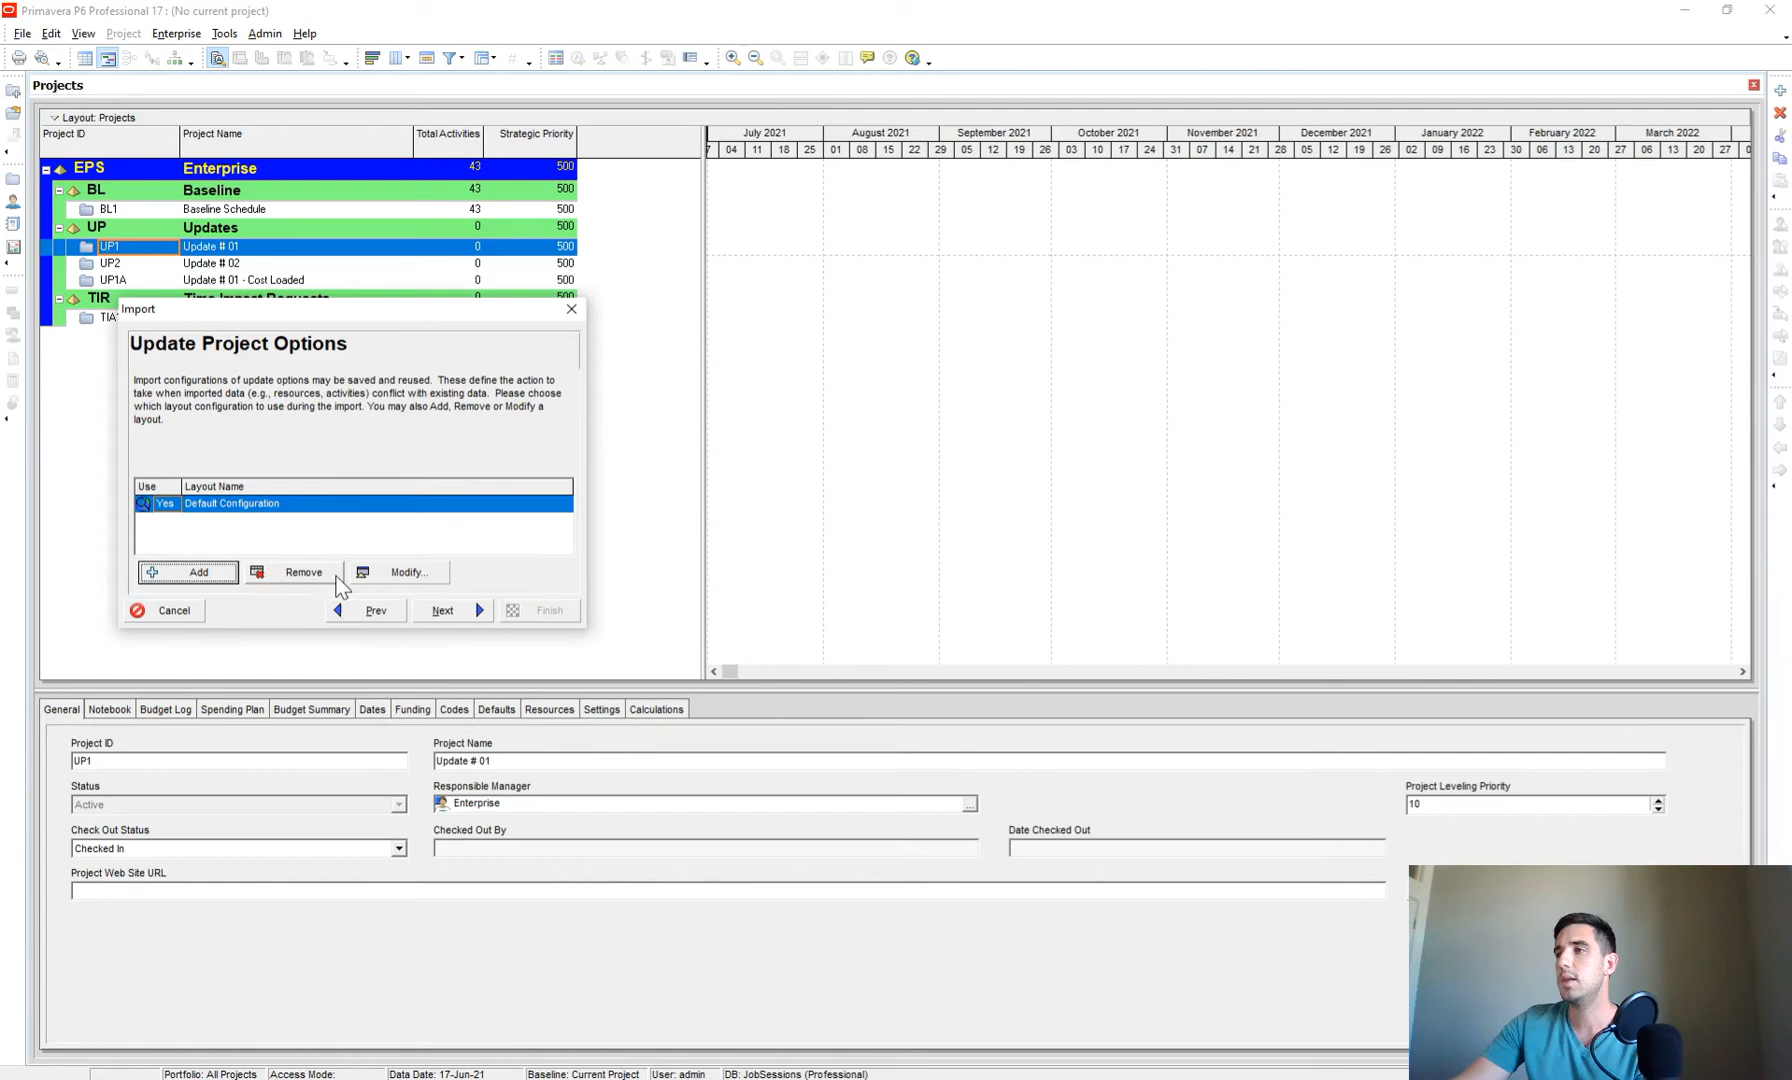 Primavera P6 Professional 17 : (No current project)
File Edit View Project Enterprise Tools Admin Help
Projects
Layout: Projects
Project ID Project Name Total Activities Strategic Priority
July 2021 August 2021 September 2021 October 2021 November 2021 December 2021 January 2022 February 2022 March 2022
7 04 11 18 25 01 08 15 22 29 05 12 19 26 03 10 17 24 31 07 14 21 28 05 12 19 26 02 09 16 23 30 06 13 20 27 06 13 20 27 0
EPS Enterprise 43 500
BL Baseline 43 500
BL1 Baseline Schedule 43 500
UP Updates 0 500
UP1 Update # 01 0 500
UP2 Update # 02 0 500
UP1A Update # 01 - Cost Loaded 0 500
TIR Time Impact Requests 0 500
TIA
Import
Update Project Options
Import configurations of update options may be saved and reused. These define the action to
take when imported data (e.g., resources, activities) conflict with existing data. Please choose
which layout configuration to use during the import. You may also Add, Remove or Modify a
layout.
Use Layout Name
Yes Default Configuration
Add Remove Modify...
Cancel Prev Next Finish
General Notebook Budget Log Spending Plan Budget Summary Dates Funding Codes Defaults Resources Settings Calculations
Project ID Project Name
UP1 Update # 01
Status Responsible Manager Project Leveling Priority
Active Enterprise ... 10
Check Out Status Checked Out By Date Checked Out
Checked In
Project Web Site URL
Portfolio: All Projects Access Mode: Data Date: 17-Jun-21 Baseline: Current Project User: admin DB: JobSessions (Professional)